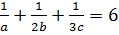 1/a + 1/2b + 1/3c = 6